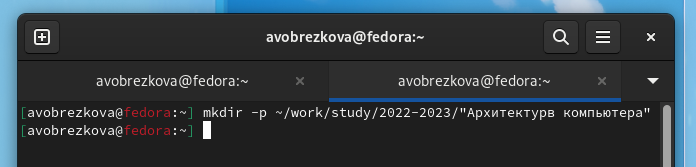 avobrezkova@fedora:~
avobrezkova@fedora:~ avobrezkova@fedora:~
[avobrezkova@fedora:~] mkdir -p ~/work/study/2022-2023/"Архитектурв компьютера"
[avobrezkova@fedora:~]